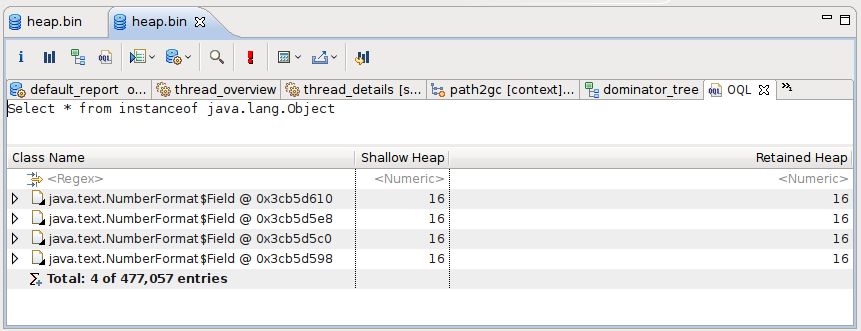 heap.bin heap.bin
i OQL !
default_report o... thread_overview thread_details [s... path2gc [context]... dominator_tree OQL OQL
Select * from instanceof java.lang.Object
Class Name Shallow Heap Retained Heap
<Regex> <Numeric> <Numeric>
java.text.NumberFormat$Field @ 0x3cb5d610 16 16
java.text.NumberFormat$Field @ 0x3cb5d5e8 16 16
java.text.NumberFormat$Field @ 0x3cb5d5c0 16 16
java.text.NumberFormat$Field @ 0x3cb5d598 16 16
Total: 4 of 477,057 entries